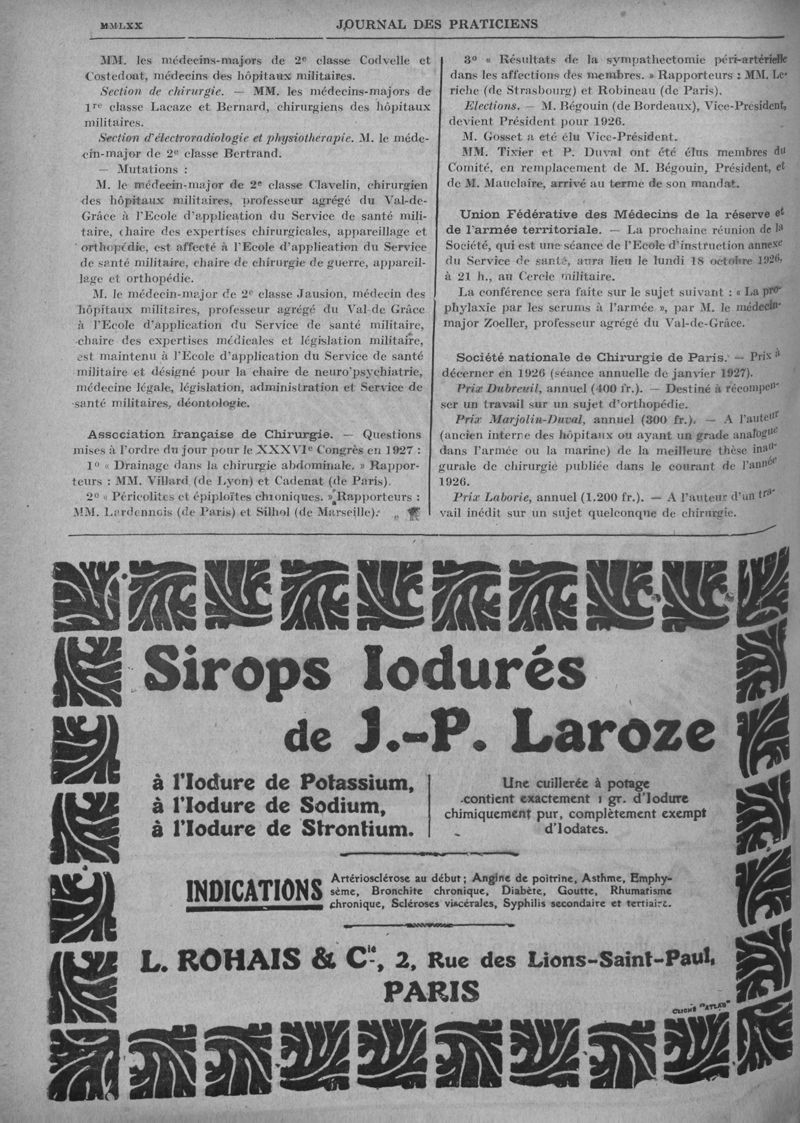 MMLXX
JOURNAL DES PRATICIENS
MM. les médecins-majors de 2e classe Codvelle et
Costedoat, médecins des hôpitaux militaires.
Section de chirurgie. — MM. les médecins-majors de
1re classe Lacaze et Bernard, chirurgiens des hôpitaux
militaires.
Section d'électroradiologie et physiothérapie. M. le méde-
cin-major de 2e classe Bertrand.
— Mutations :
M. le médecin-major de 2e classe Clavelin, chirurgien
des hôpitaux militaires, professeur agrégé du Val-de-
Grâce à l'Ecole d'application du Service de santé mili-
taire, chaire des expertises chirurgicales, appareillage et
orthopédie, est affecté à l'Ecole d'application du Service
de santé militaire, chaire de chirurgie de guerre, appareil-
lage et orthopédie.
M. le médecin-major de 2e classe Jausion, médecin des
hôpitaux militaires, professeur agrégé du Val-de Grâce
à l'Ecole d'application du Service de santé militaire,
chaire des expertises médicales et législation militaire,
est maintenu à l'Ecole d'application du Service de santé
militaire et désigné pour la chaire de neuro'psychiatrie,
médecine légale, législation, administration et Service de
santé militaires, déontologie.
Association française de Chirurgie. — Questions
mises à l'ordre du jour pour le XXXVIe Congrès en 1927 :
1o « Drainage dans la chirurgie abdominale. » Rappor-
teurs : MM. Villard (de Lyon) et Cadenat (de Paris).
2o « Péricolites et épiploïtes chroniques. » Rapporteurs :
MM. Lardennois (de Paris) et Silhol (de Marseille).
3o « Résultats de la sympathectomie péri-artérielle
dans les affections des membres. » Rapporteurs : MM. Le-
riche (de Strasbourg) et Robineau (de Paris).
Elections. — M. Bégouin (de Bordeaux), Vice-Président,
devient Président pour 1926.
M. Gosset a eté élu Vice-Président.
MM. Tixier et P. Duval ont été élus membres du
Comité, en remplacement de M. Bégouin, Président, et
de M. Mauclaire, arrivé au terme de son mandat.
Union Fédérative des Médecins de la réserve et
de l'armée territoriale. — La prochaine réunion de la
Société, qui est une séance de l'Ecole d'instruction annexe
du Service de santé, aura lieu le lundi 18 octobre 1926,
à 21 h., au Cercle militaire.
La conférence sera faite sur le sujet suivant : « La pro-
phylaxie par les serums à l'armée », par M. le médecin-
major Zoeller, professeur agrégé du Val-de-Grâce.
Société nationale de Chirurgie de Paris. — Prix à
décerner en 1926 (séance annuelle de janvier 1927).
Prix Dubreuil, annuel (400 fr.). — Destiné à récompen-
ser un travail sur un sujet d'orthopédie.
Prix Marjolin-Duval, annuel (300 fr.). — A l'auteur
(ancien interne des hôpitaux ou ayant un grade analogue
dans l'armée ou la marine) de la meilleure thèse inau-
gurale de chirurgie publiée dans le courant de l'année
1926.
Prix Laborie, annuel (1.200 fr.). — A l'auteur d'un tra-
vail inédit sur un sujet quelconque de chirurgie.
Sirops Iodurés
de J.-P. Laroze
à l'Iodure de Potassium,
à l'Iodure de Sodium,
à l'Iodure de Strontium.
Une cuillerée à potage
contient exactement 1 gr. d'Iodure
chimiquement pur, complètement exempt
d'Iodates.
INDICATIONS
Artériosclérose au début; Angine de poitrine, Asthme, Emphy-
sème, Bronchite chronique, Diabète, Goutte, Rhumatisme
chronique, Scléroses viscérales, Syphilis secondaire et tertiaire.
L. ROHAIS & Cie, 2, Rue des Lions-Saint-Paul,
PARIS
CLICHÉ "ATLAS"